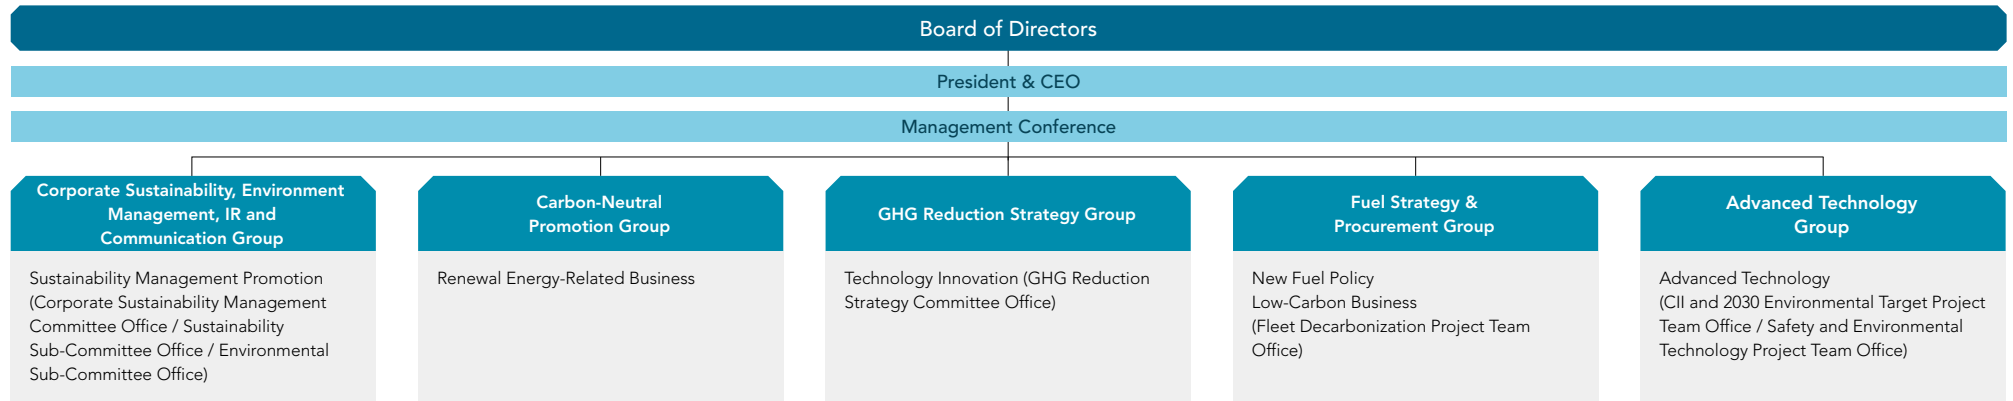 Board of Directors
President & CEO
Management Conference
Corporate Sustainability, Environment
Management, IR and
Communication Group
Sustainability Management Promotion
(Corporate Sustainability Management
Committee Office / Sustainability
Sub-Committee Office / Environmental
Sub-Committee Office)
Carbon-Neutral
Promotion Group
Renewal Energy-Related Business
GHG Reduction Strategy Group
Technology Innovation (GHG Reduction
Strategy Committee Office)
Fuel Strategy &
Procurement Group
New Fuel Policy
Low-Carbon Business
(Fleet Decarbonization Project Team
Office)
Advanced Technology
Group
Advanced Technology
(CII and 2030 Environmental Target Project
Team Office / Safety and Environmental
Technology Project Team Office)